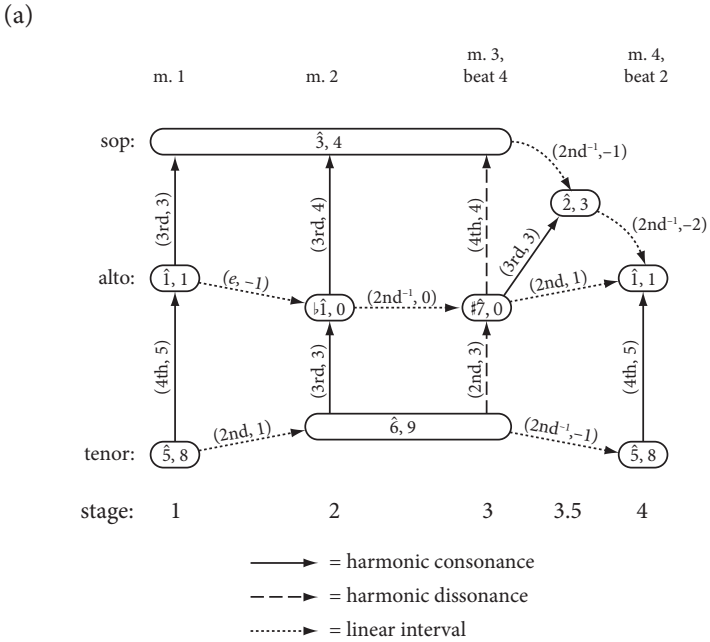 (a)
m. 1 m. 2 m. 3, beat 4 m. 4, beat 2
sop: 3̂, 4
(2nd⁻¹,–1)
2̂, 3
(3rd, 3) (3rd, 4) (4th, 4) (3rd, 3) (2nd⁻¹,–2)
alto: 1̂, 1 (e, –1) ♭1̂, 0 (2nd⁻¹, 0) ♯7̂, 0 (2nd, 1) 1̂, 1
(4th, 5) (3rd, 3) (2nd, 3) (4th, 5)
(2nd, 1) 6̂, 9 (2nd⁻¹,–1)
tenor: 5̂, 8 5̂, 8
stage: 1 2 3 3.5 4
= harmonic consonance
= harmonic dissonance
= linear interval